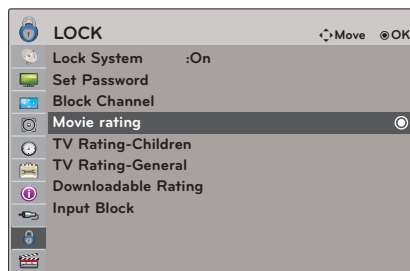 LOCK Move OK
Lock System :On
Set Password
Block Channel
Movie rating
TV Rating-Children
TV Rating-General
Downloadable Rating
Input Block